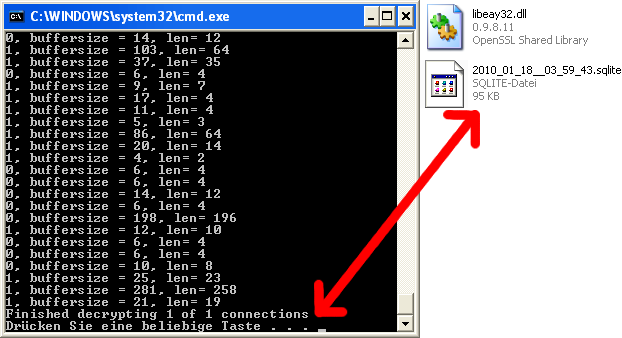 C:\WINDOWS\system32\cmd.exe
0, buffersize = 14, len= 12
1, buffersize = 103, len= 64
1, buffersize = 37, len= 35
0, buffersize = 6, len= 4
1, buffersize = 9, len= 7
1, buffersize = 17, len= 4
1, buffersize = 11, len= 4
1, buffersize = 5, len= 3
1, buffersize = 86, len= 64
1, buffersize = 20, len= 14
1, buffersize = 4, len= 2
0, buffersize = 6, len= 4
0, buffersize = 6, len= 4
0, buffersize = 14, len= 12
0, buffersize = 6, len= 4
0, buffersize = 198, len= 196
1, buffersize = 12, len= 10
0, buffersize = 6, len= 4
0, buffersize = 6, len= 4
0, buffersize = 10, len= 8
1, buffersize = 25, len= 23
1, buffersize = 281, len= 258
1, buffersize = 21, len= 19
Finished decrypting 1 of 1 connections
Drücken Sie eine beliebige Taste . . .
libeay32.dll
0.9.8.11
OpenSSL Shared Library
2010_01_18__03_59_43.sqlite
SQLITE-Datei
95 KB